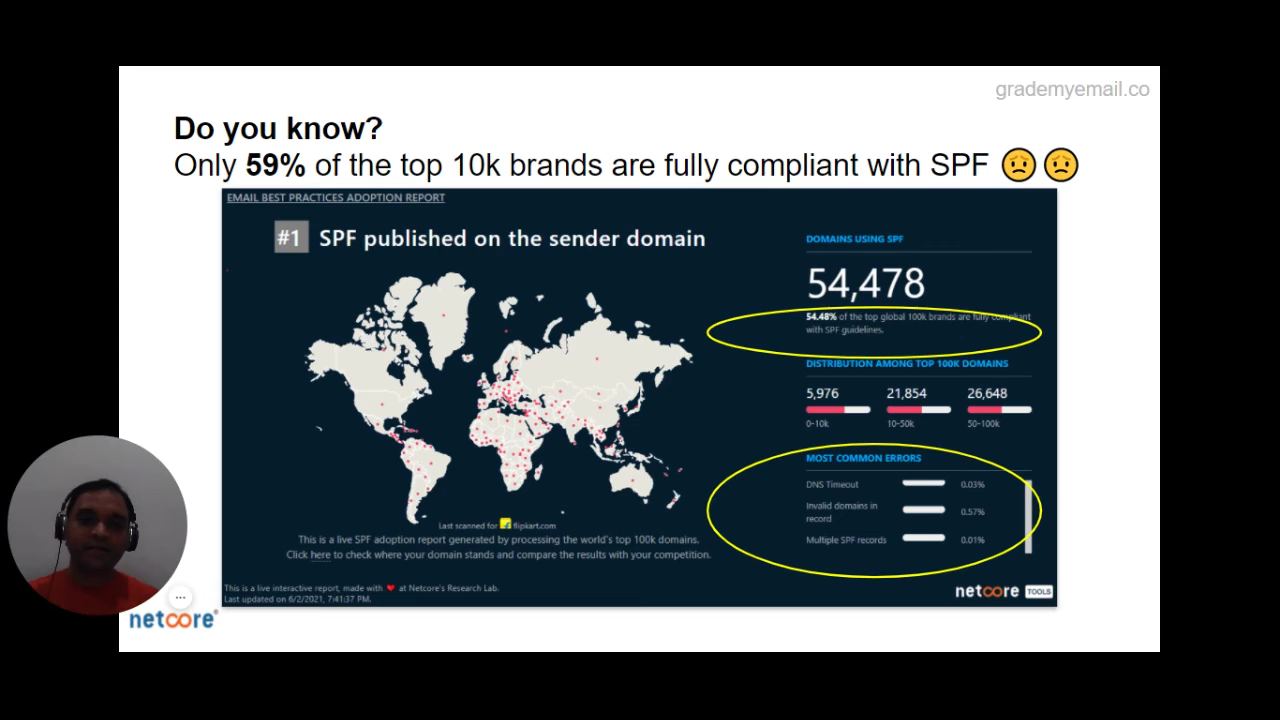 grademyemail.co
Do you know?
Only 59% of the top 10k brands are fully compliant with SPF 😟😟
EMAIL BEST PRACTICES ADOPTION REPORT
#1 SPF published on the sender domain
DOMAINS USING SPF
54,478
54.48% of the top global 100k brands are fully compliant
with SPF guidelines.
DISTRIBUTION AMONG TOP 100K DOMAINS
5,976 21,854 26,648
0-10k 10-50k 50-100k
MOST COMMON ERRORS
DNS Timeout 0.03%
Invalid domains in
record 0.57%
Multiple SPF records 0.01%
Last scanned for flipkart.com
This is a live SPF adoption report generated by processing the world's top 100k domains.
Click here to check where your domain stands and compare the results with your competition.
This is a live interactive report, made with ❤ at Netcore's Research Lab.
Last updated on 6/2/2021, 7:41:37 PM.
netcore TOOLS
netcore®